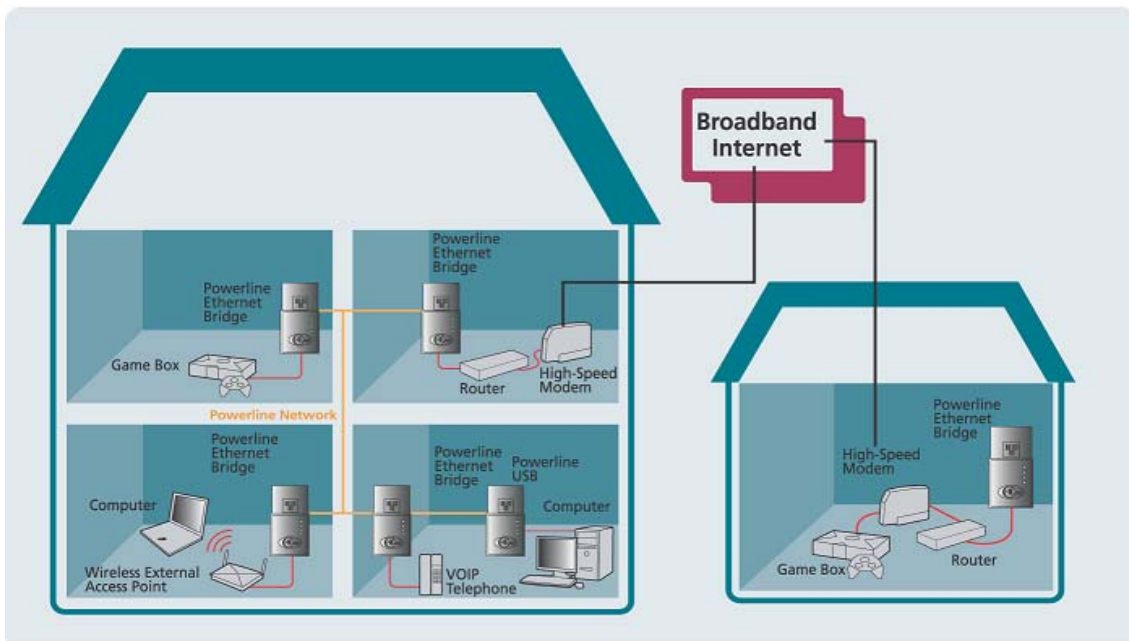 Broadband
Internet
Powerline
Ethernet
Bridge
Game Box
Powerline
Ethernet
Bridge
Router
High-Speed
Modem
Powerline Network
Powerline
Ethernet
Bridge
Computer
Wireless External
Access Point
Powerline
Ethernet
Bridge
Powerline
USB
Computer
VOIP
Telephone
Powerline
Ethernet
Bridge
High-Speed
Modem
Game Box
Router